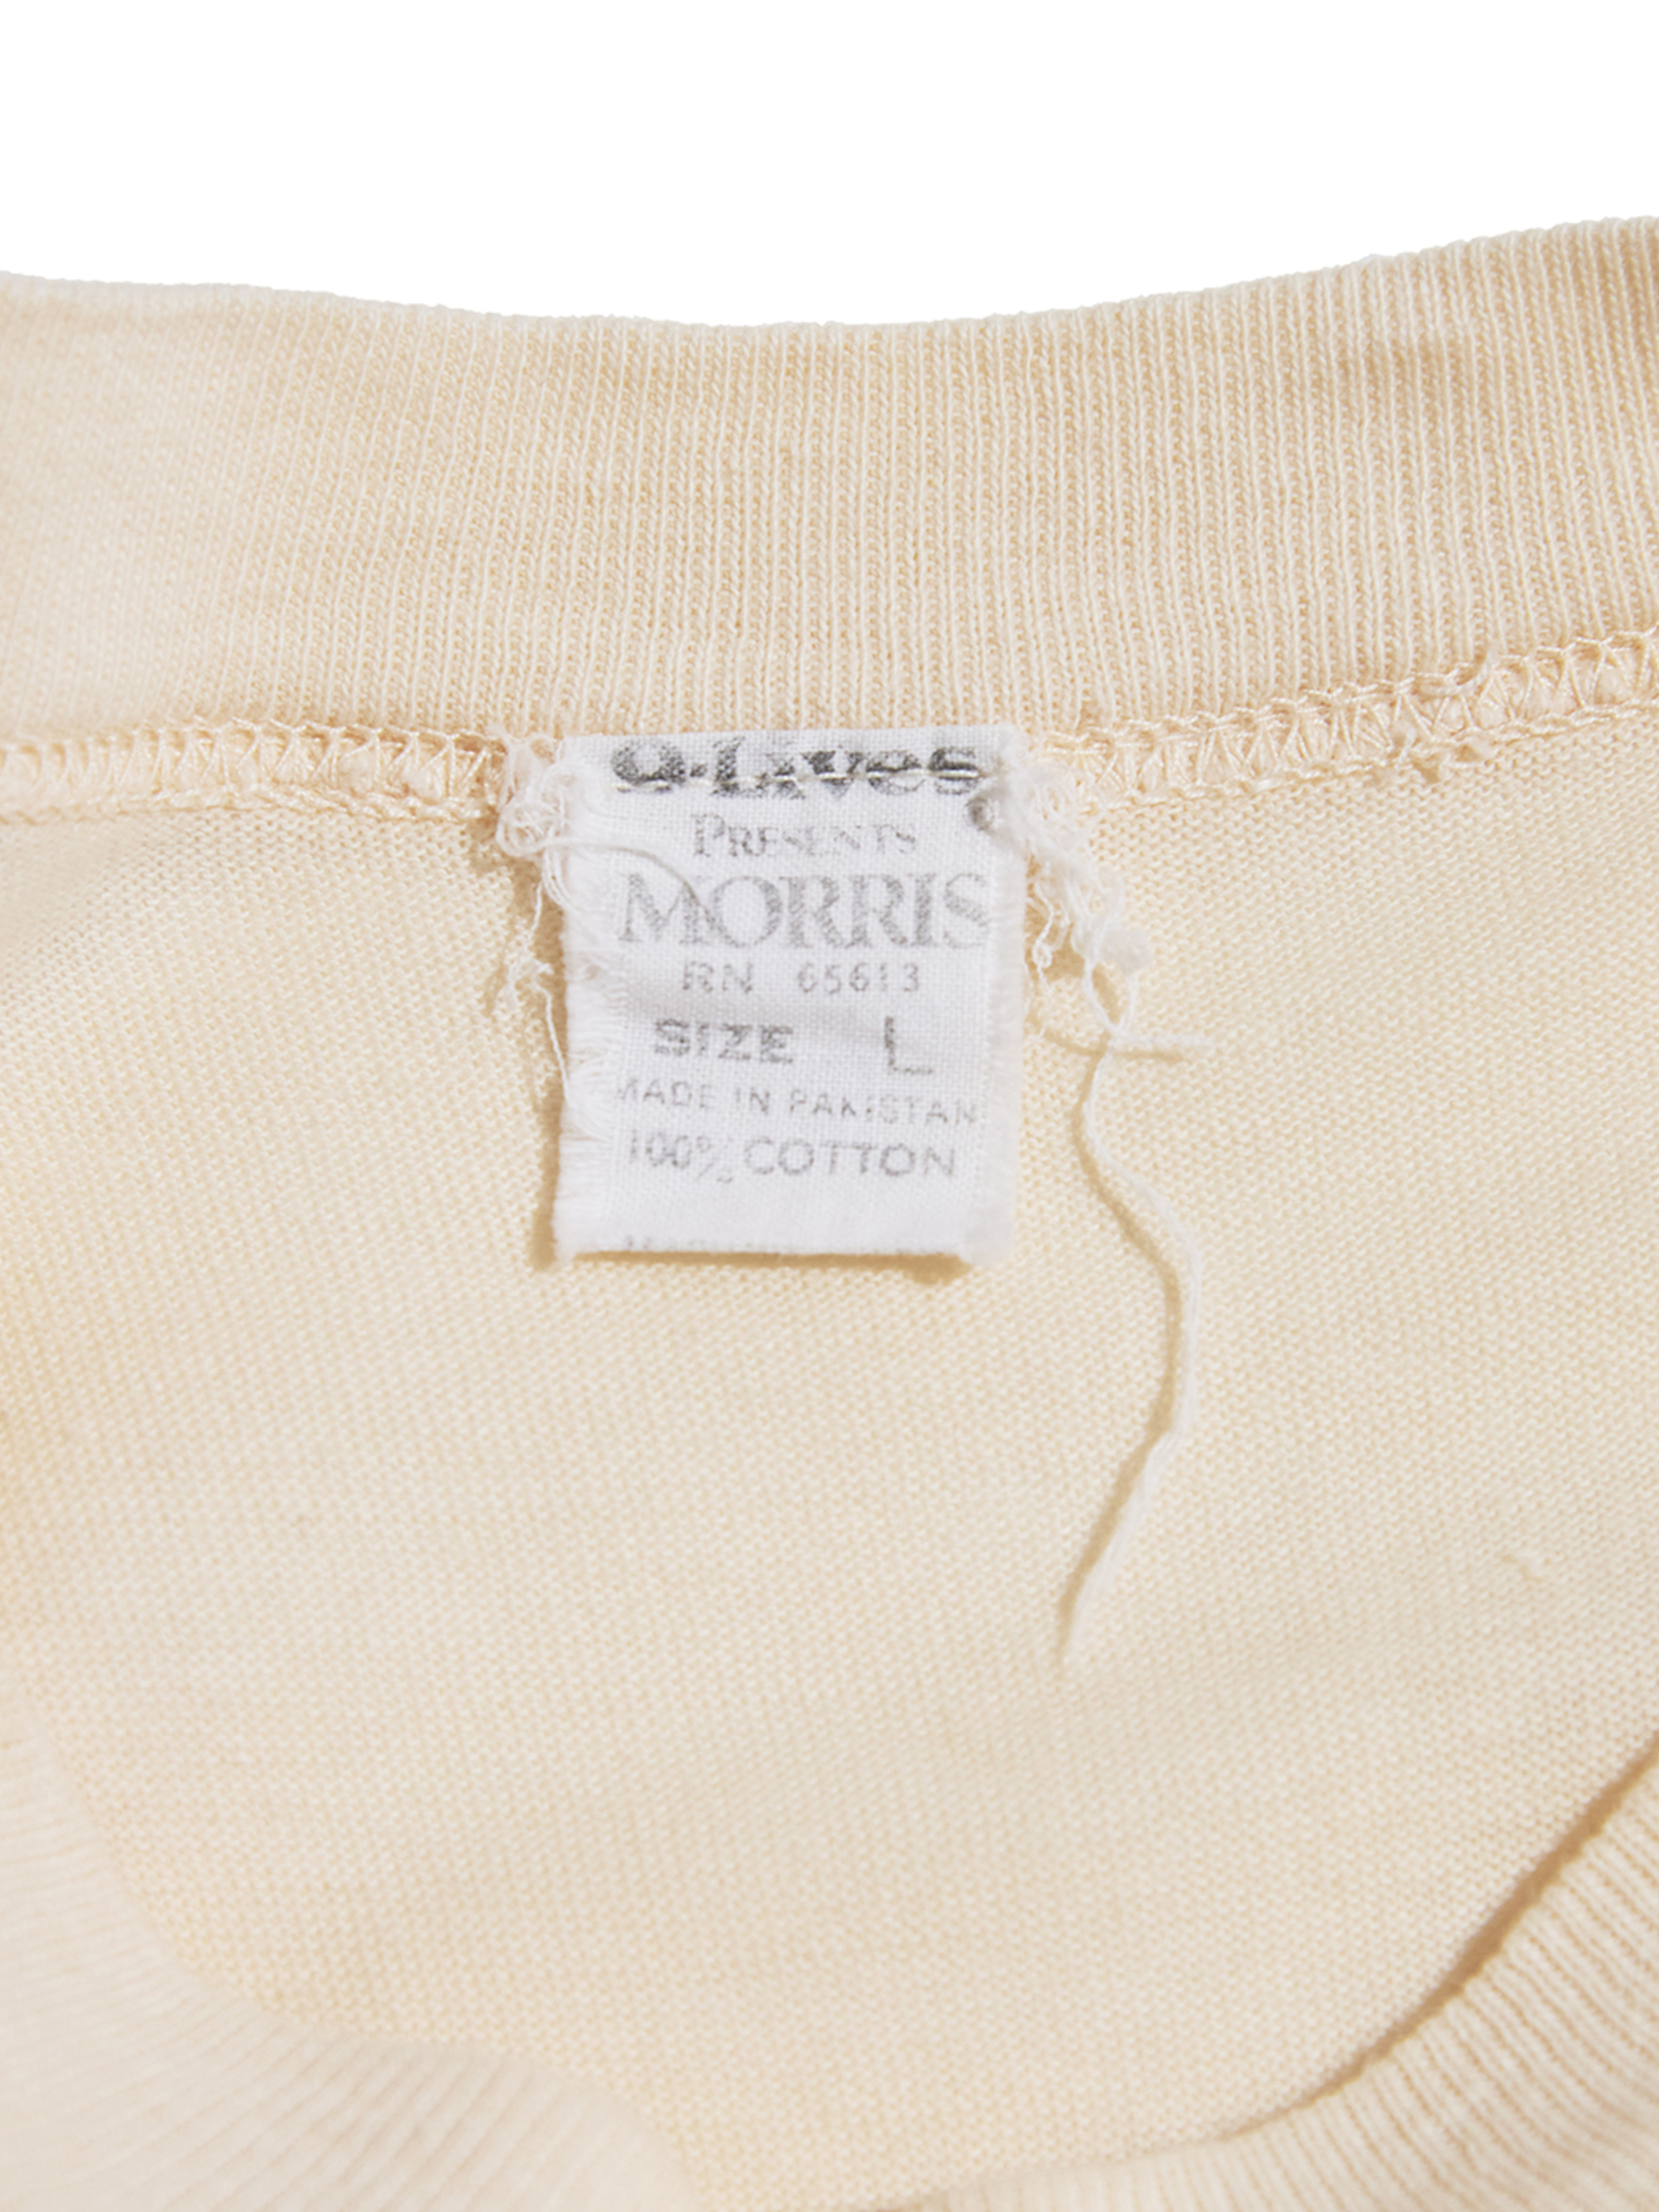 9-Lives
PRESENTS
MORRIS
RN 65613
SIZE L
MADE IN PAKISTAN
100% COTTON